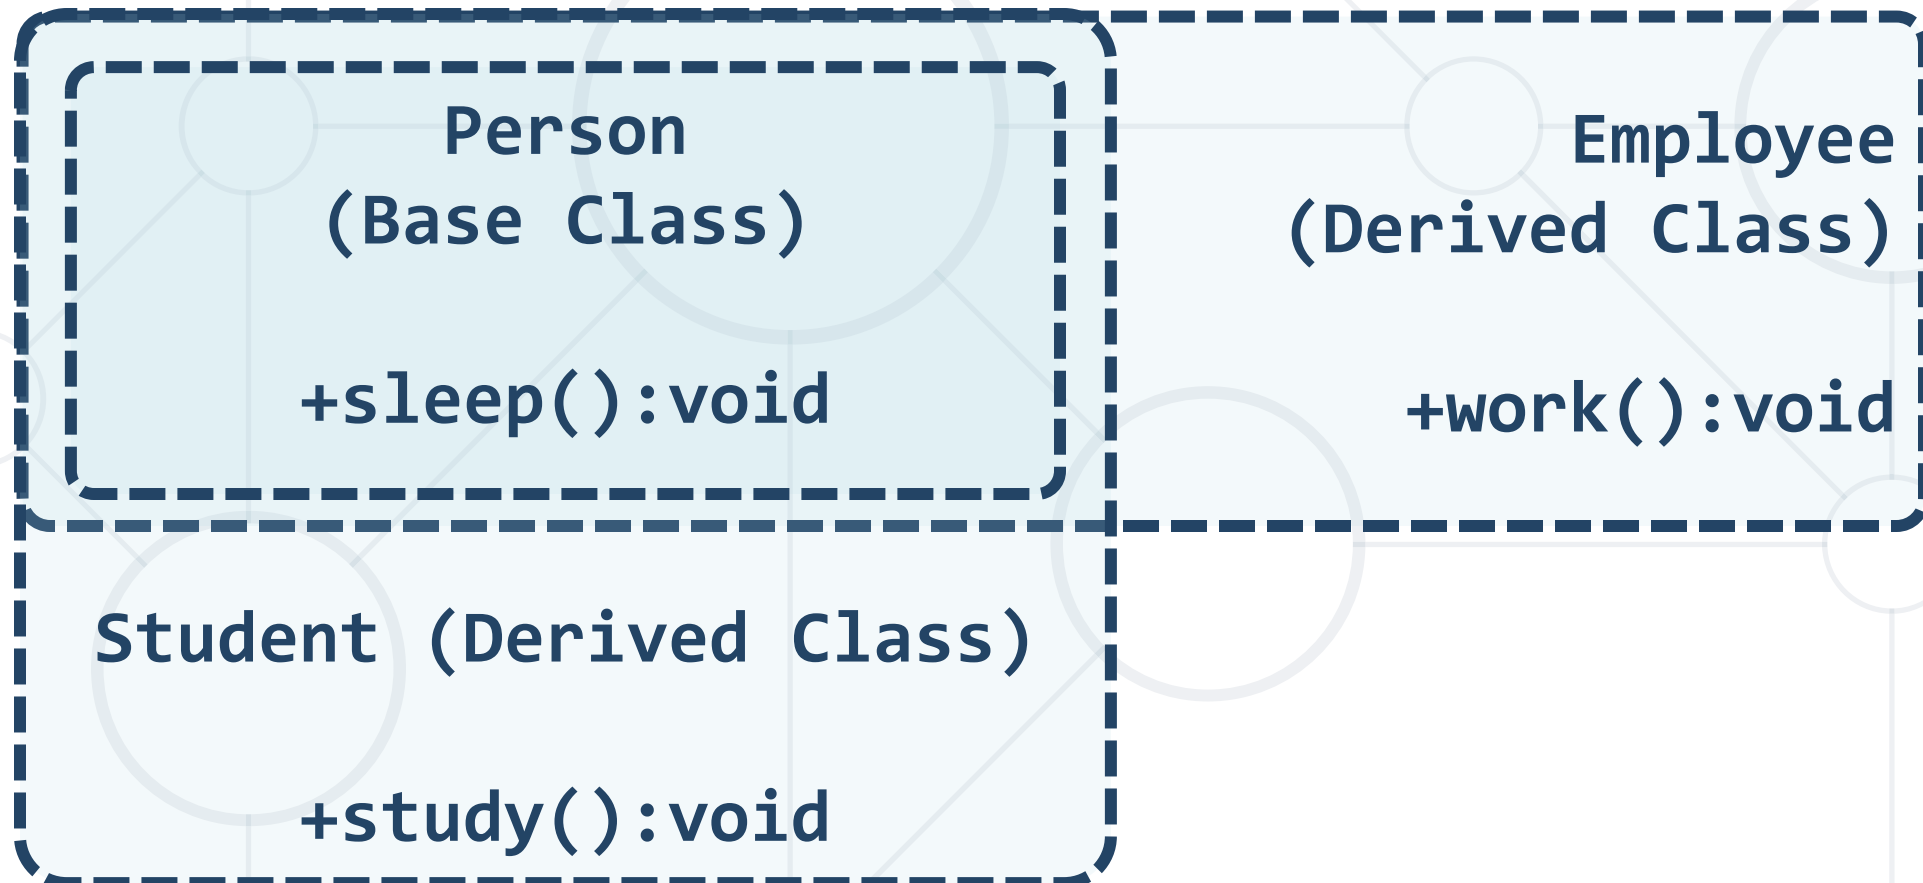 Person
(Base Class)
+sleep():void
Employee
(Derived Class)
+work():void
Student (Derived Class)
+study():void